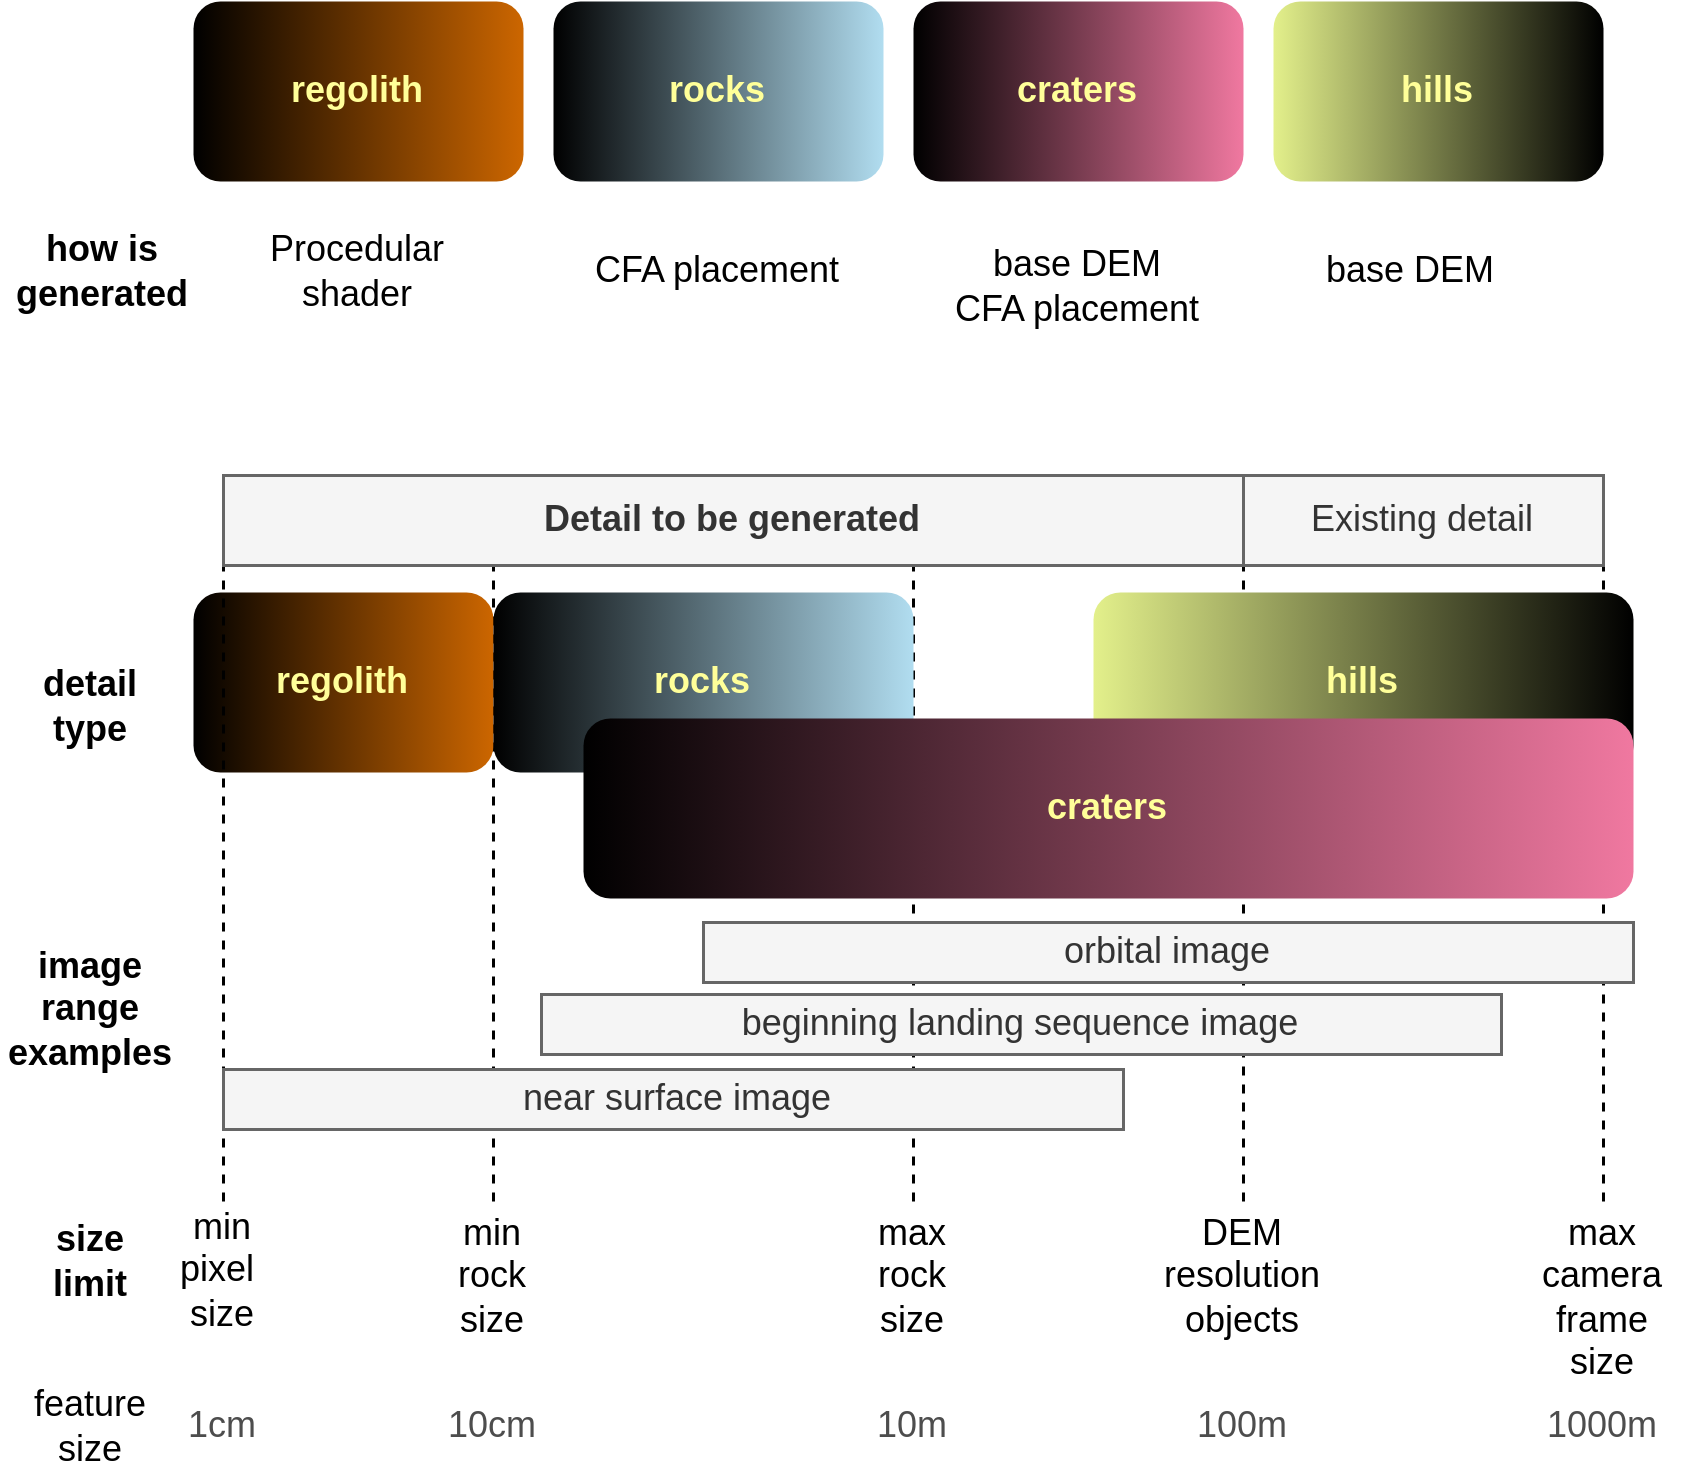 regolith
rocks
craters
hills
how is
generated
Procedular
shader
CFA placement
base DEM
CFA placement
base DEM
Detail to be generated
Existing detail
detail
type
regolith
rocks
hills
craters
image
range
examples
orbital image
beginning landing sequence image
near surface image
size
limit
min
pixel
size
min
rock
size
max
rock
size
DEM
resolution
objects
max
camera
frame
size
feature
size
1cm
10cm
10m
100m
1000m